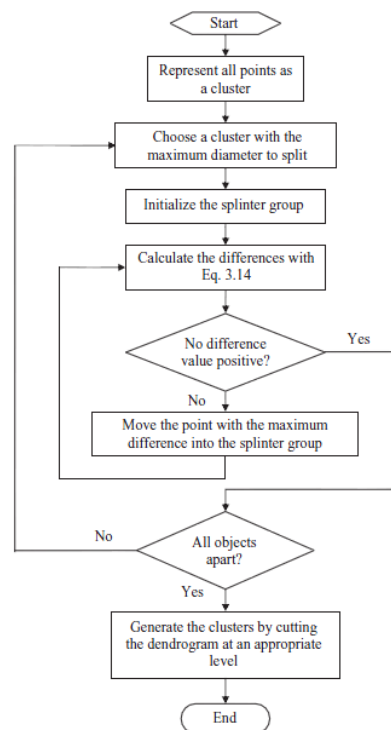 Start
Represent all points as
a cluster
Choose a cluster with the
maximum diameter to split
Initialize the splinter group
Calculate the differences with
Eq. 3.14
No difference
value positive?
Yes
No
Move the point with the maximum
difference into the splinter group
No
All objects
apart?
Yes
Generate the clusters by cutting
the dendrogram at an appropriate
level
End